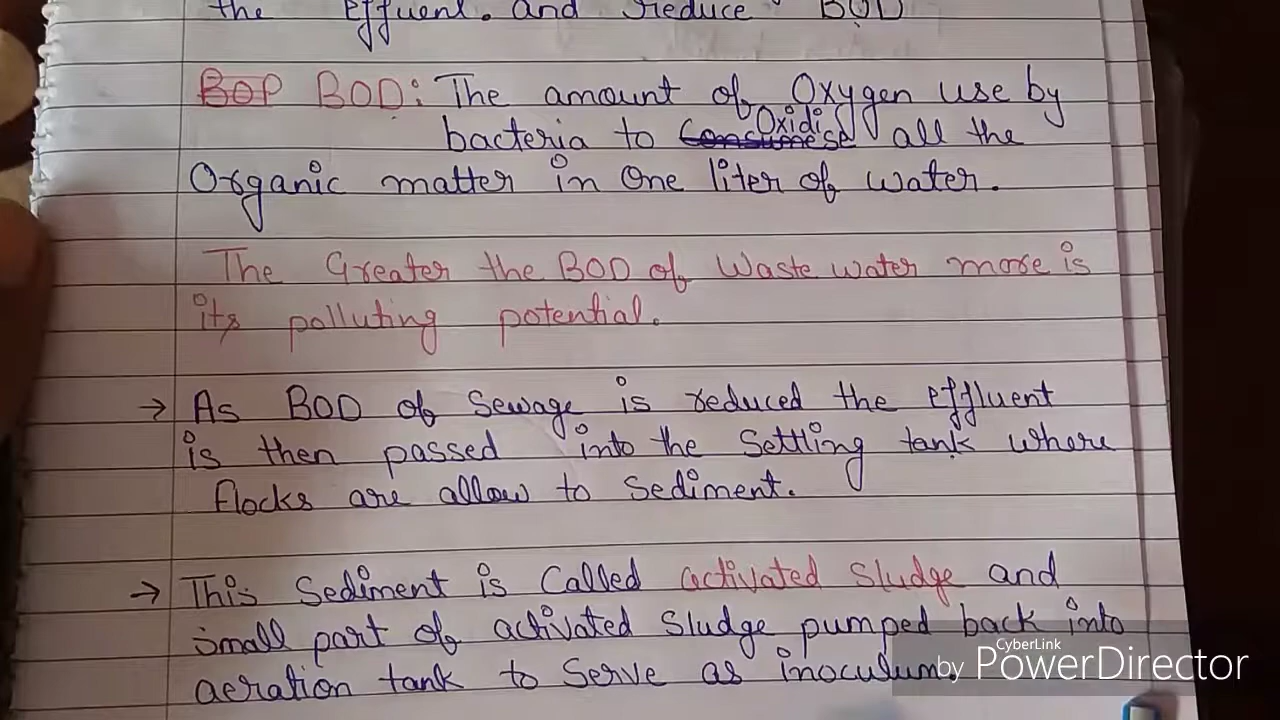 the Effuent. and reduce BOD
BOP BOD: The amount of Oxygen use by
bacteria to Consumese Oxidise all the
Organic matter in One liter of water.
The Greater the BOD of Waste water more is
its polluting potential.
→ As BOD of Sewage is reduced the effluent
is then passed into the Settling tank where
flocks are allow to Sediment.
→ This Sediment is Called activated Sludge and
Small part of activated Sludge pumped back into
aeration tank to Serve as inoculum.
CyberLink
by PowerDirector